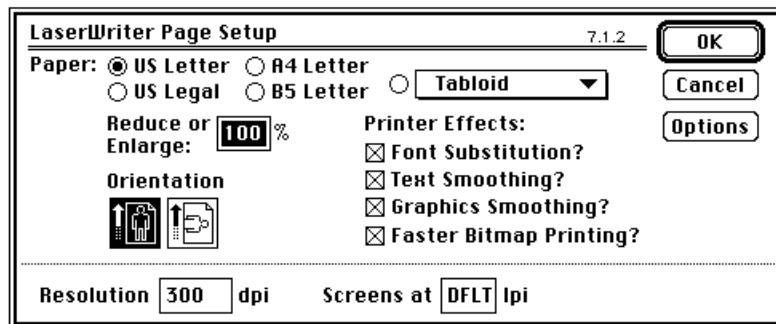 LaserWriter Page Setup 7.1.2 OK
Paper: US Letter A4 Letter
US Legal B5 Letter Tabloid Cancel
Reduce or Enlarge: 100 % Printer Effects: Options
Font Substitution?
Orientation Text Smoothing?
Graphics Smoothing?
Faster Bitmap Printing?
Resolution 300 dpi Screens at DFLT lpi